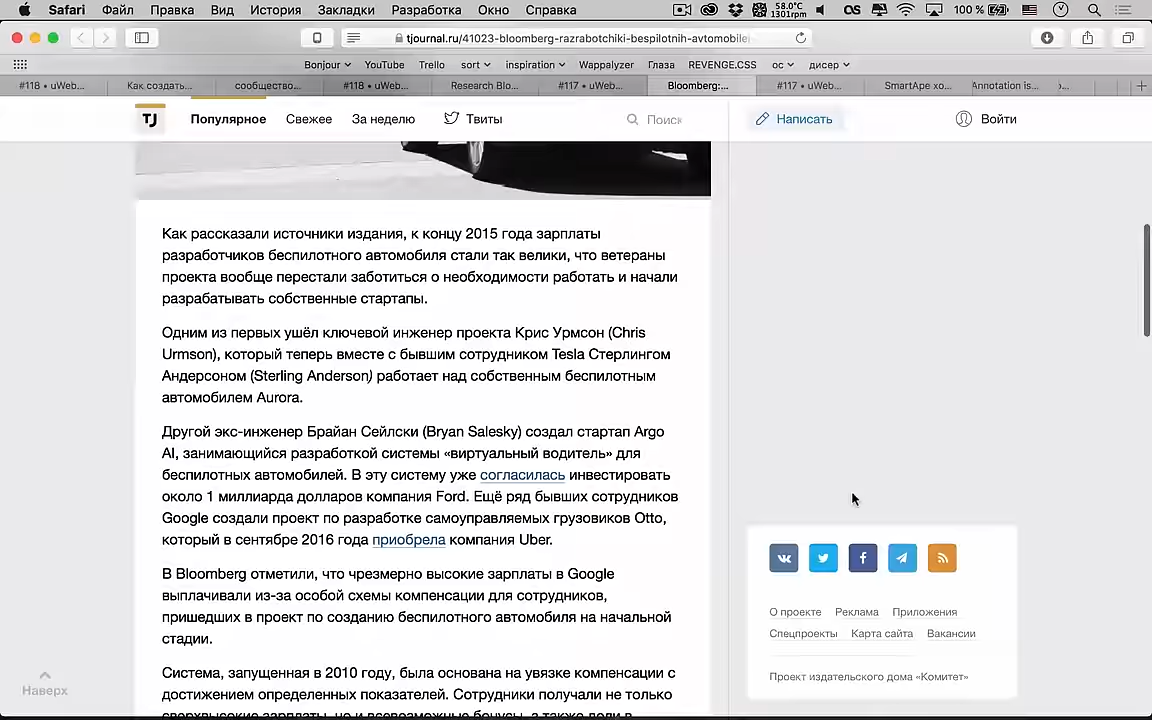 Safari Файл Правка Вид История Закладки Разработка Окно Справка 58.0°C 1301rpm 100 %
tjournal.ru/41023-bloomberg-razrabotchiki-bespilotnih-avtomobilej
Bonjour YouTube Trello sort inspiration Wappalyzer Глаза REVENGE.CSS ос дисер
#118 • uWeb... Как создать... сообщество... #118 • uWeb... Research Blo... #117 • uWeb... Bloomberg:... #117 • uWeb... SmartApe хо... Annotation is...
TJ Популярное Свежее За неделю Твиты Поиск Написать Войти
Как рассказали источники издания, к концу 2015 года зарплаты
разработчиков беспилотного автомобиля стали так велики, что ветераны
проекта вообще перестали заботиться о необходимости работать и начали
разрабатывать собственные стартапы.
Одним из первых ушёл ключевой инженер проекта Крис Урмсон (Chris
Urmson), который теперь вместе с бывшим сотрудником Tesla Стерлингом
Андерсоном (Sterling Anderson) работает над собственным беспилотным
автомобилем Aurora.
Другой экс-инженер Брайан Сейлски (Bryan Salesky) создал стартап Argo
AI, занимающийся разработкой системы «виртуальный водитель» для
беспилотных автомобилей. В эту систему уже согласилась инвестировать
около 1 миллиарда долларов компания Ford. Ещё ряд бывших сотрудников
Google создали проект по разработке самоуправляемых грузовиков Otto,
который в сентябре 2016 года приобрела компания Uber.
В Bloomberg отметили, что чрезмерно высокие зарплаты в Google
выплачивали из-за особой схемы компенсации для сотрудников,
пришедших в проект по созданию беспилотного автомобиля на начальной
стадии.
Система, запущенная в 2010 году, была основана на увязке компенсации с
достижением определенных показателей. Сотрудники получали не только
сверхвысокие зарплаты, но и всевозможные бонусы, а также доли в
О проекте Реклама Приложения
Спецпроекты Карта сайта Вакансии
Проект издательского дома «Комитет»
Наверх